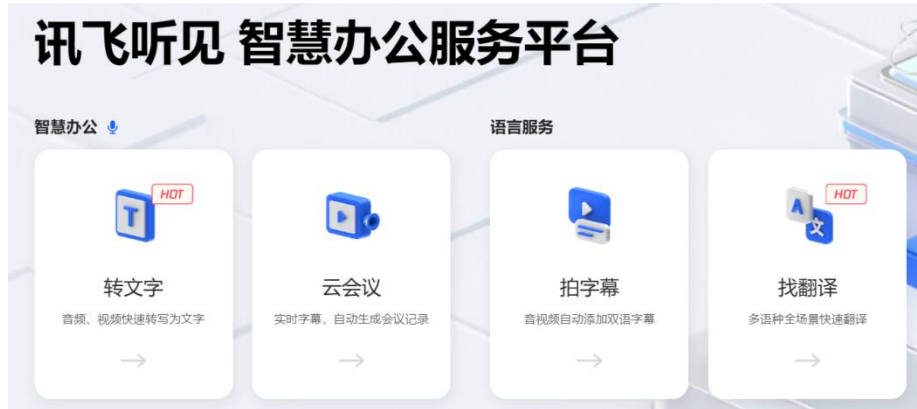 讯飞听见 智慧办公服务平台
智慧办公
语言服务
HOT
转文字
音频、视频快速转写为文字
云会议
实时字幕，自动生成会议记录
拍字幕
音视频自动添加双语字幕
A
文
HOT
找翻译
多语种全场景快速翻译